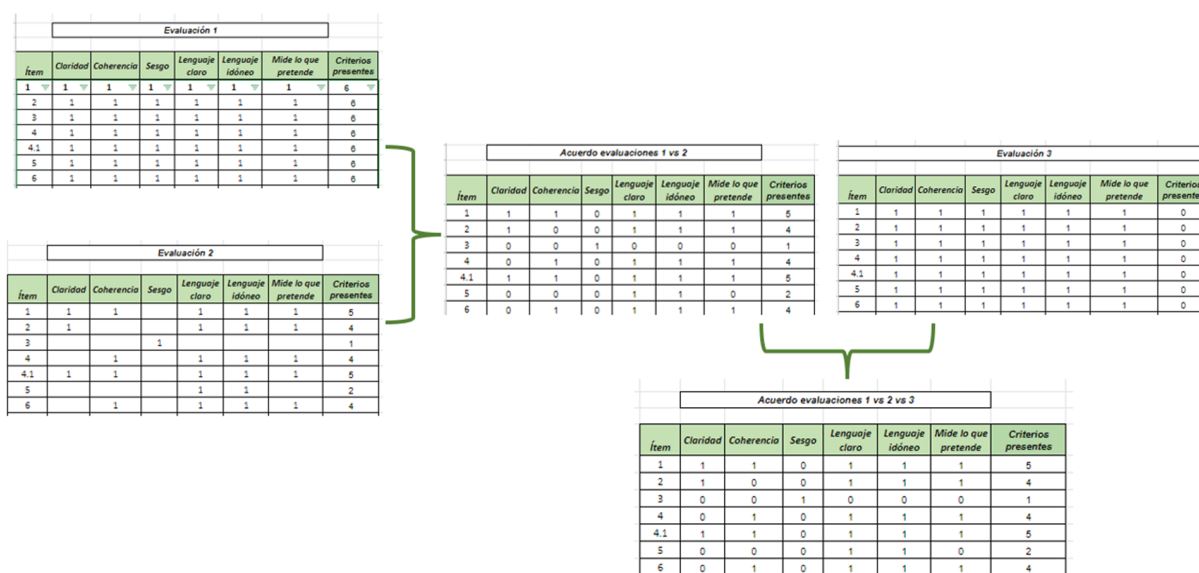 Evaluación 1
Ítem Claridad Coherencia Sesgo Lenguaje claro Lenguaje idóneo Mide lo que pretende Criterios presentes
1 1 1 1 1 1 1 6
2 1 1 1 1 1 1 6
3 1 1 1 1 1 1 6
4 1 1 1 1 1 1 6
4.1 1 1 1 1 1 1 6
5 1 1 1 1 1 1 6
6 1 1 1 1 1 1 6
Evaluación 2
Ítem Claridad Coherencia Sesgo Lenguaje claro Lenguaje idóneo Mide lo que pretende Criterios presentes
1 1 1 1 1 1 5
2 1 1 1 1 4
3 1 1
4 1 1 1 1 4
4.1 1 1 1 1 1 5
5 1 1 2
6 1 1 1 1 4
Acuerdo evaluaciones 1 vs 2
Ítem Claridad Coherencia Sesgo Lenguaje claro Lenguaje idóneo Mide lo que pretende Criterios presentes
1 1 1 0 1 1 1 5
2 1 0 0 1 1 1 4
3 0 0 1 0 0 0 1
4 0 1 0 1 1 1 4
4.1 1 1 0 1 1 1 5
5 0 0 0 1 1 0 2
6 0 1 0 1 1 1 4
Evaluación 3
Ítem Claridad Coherencia Sesgo Lenguaje claro Lenguaje idóneo Mide lo que pretende Criterios presente
1 1 1 1 1 1 1 0
2 1 1 1 1 1 1 0
3 1 1 1 1 1 1 0
4 1 1 1 1 1 1 0
4.1 1 1 1 1 1 1 0
5 1 1 1 1 1 1 0
6 1 1 1 1 1 1 0
Acuerdo evaluaciones 1 vs 2 vs 3
Ítem Claridad Coherencia Sesgo Lenguaje claro Lenguaje idóneo Mide lo que pretende Criterios presentes
1 1 1 0 1 1 1 5
2 1 0 0 1 1 1 4
3 0 0 1 0 0 0 1
4 0 1 0 1 1 1 4
4.1 1 1 0 1 1 1 5
5 0 0 0 1 1 0 2
6 0 1 0 1 1 1 4